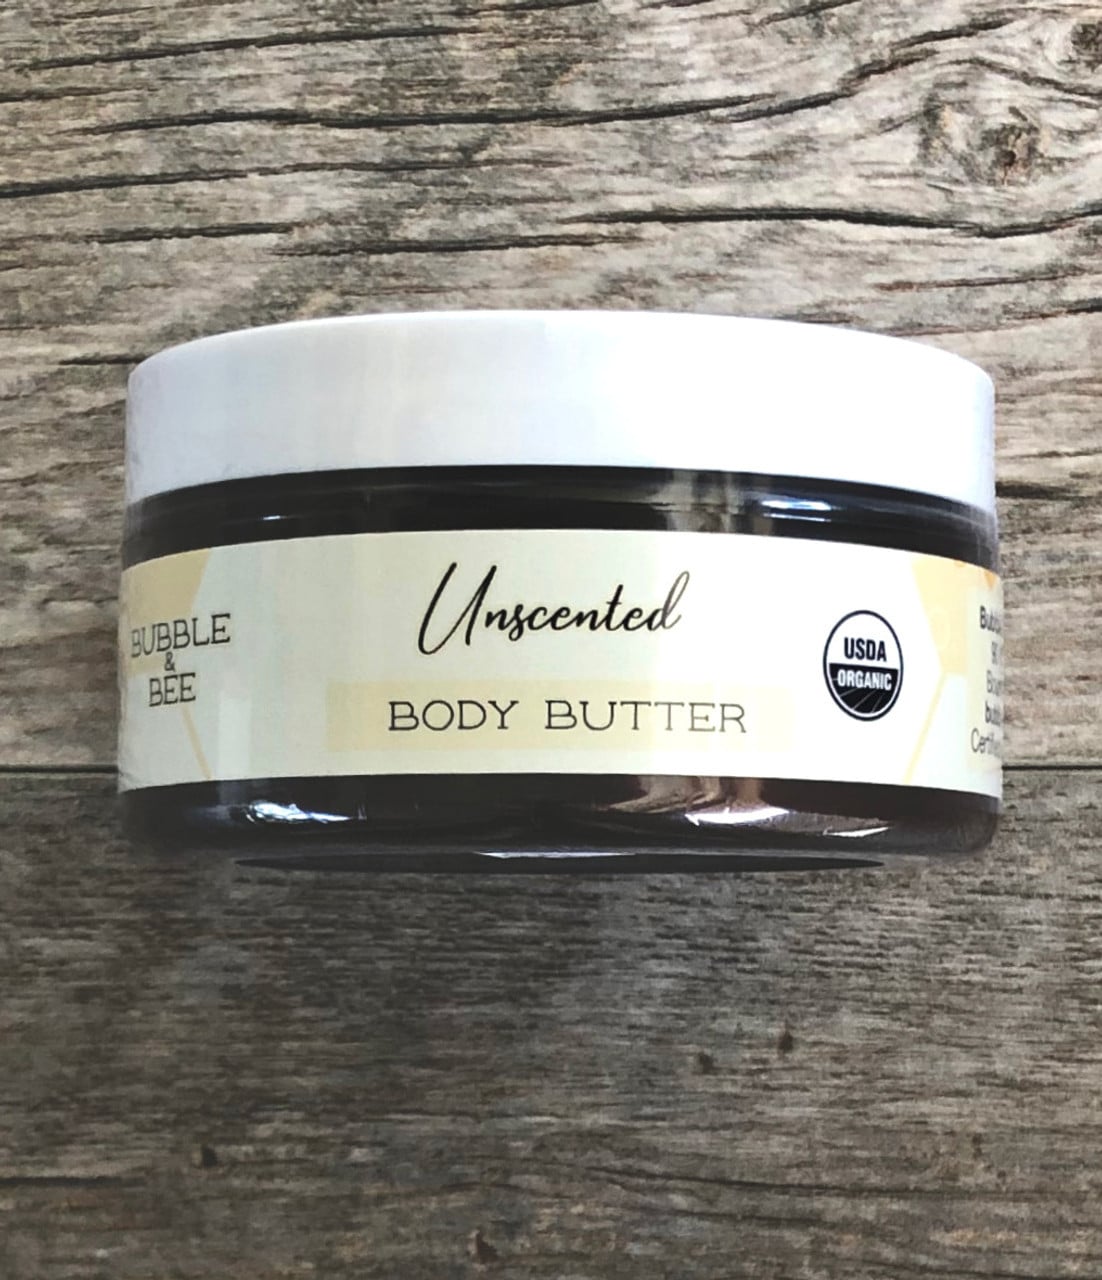 BUBBLE
&
BEE
Unscented
BODY BUTTER
USDA
ORGANIC